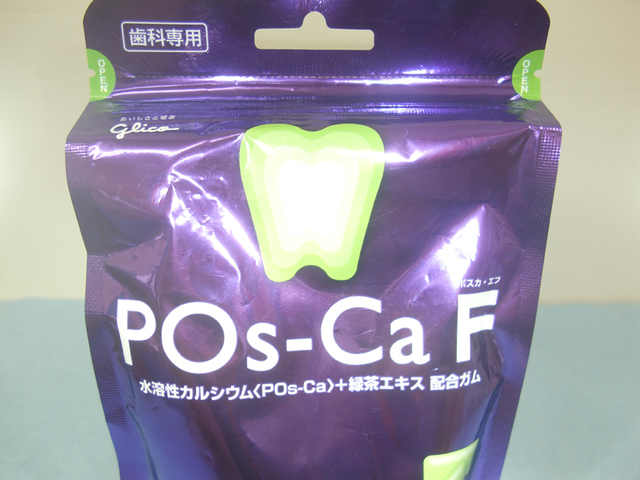 歯科専用
OPEN
OPEN
おいしさと健康
glico
ポスカ・エフ
POs-Ca F
水溶性カルシウム〈POs-Ca〉+緑茶エキス 配合ガム